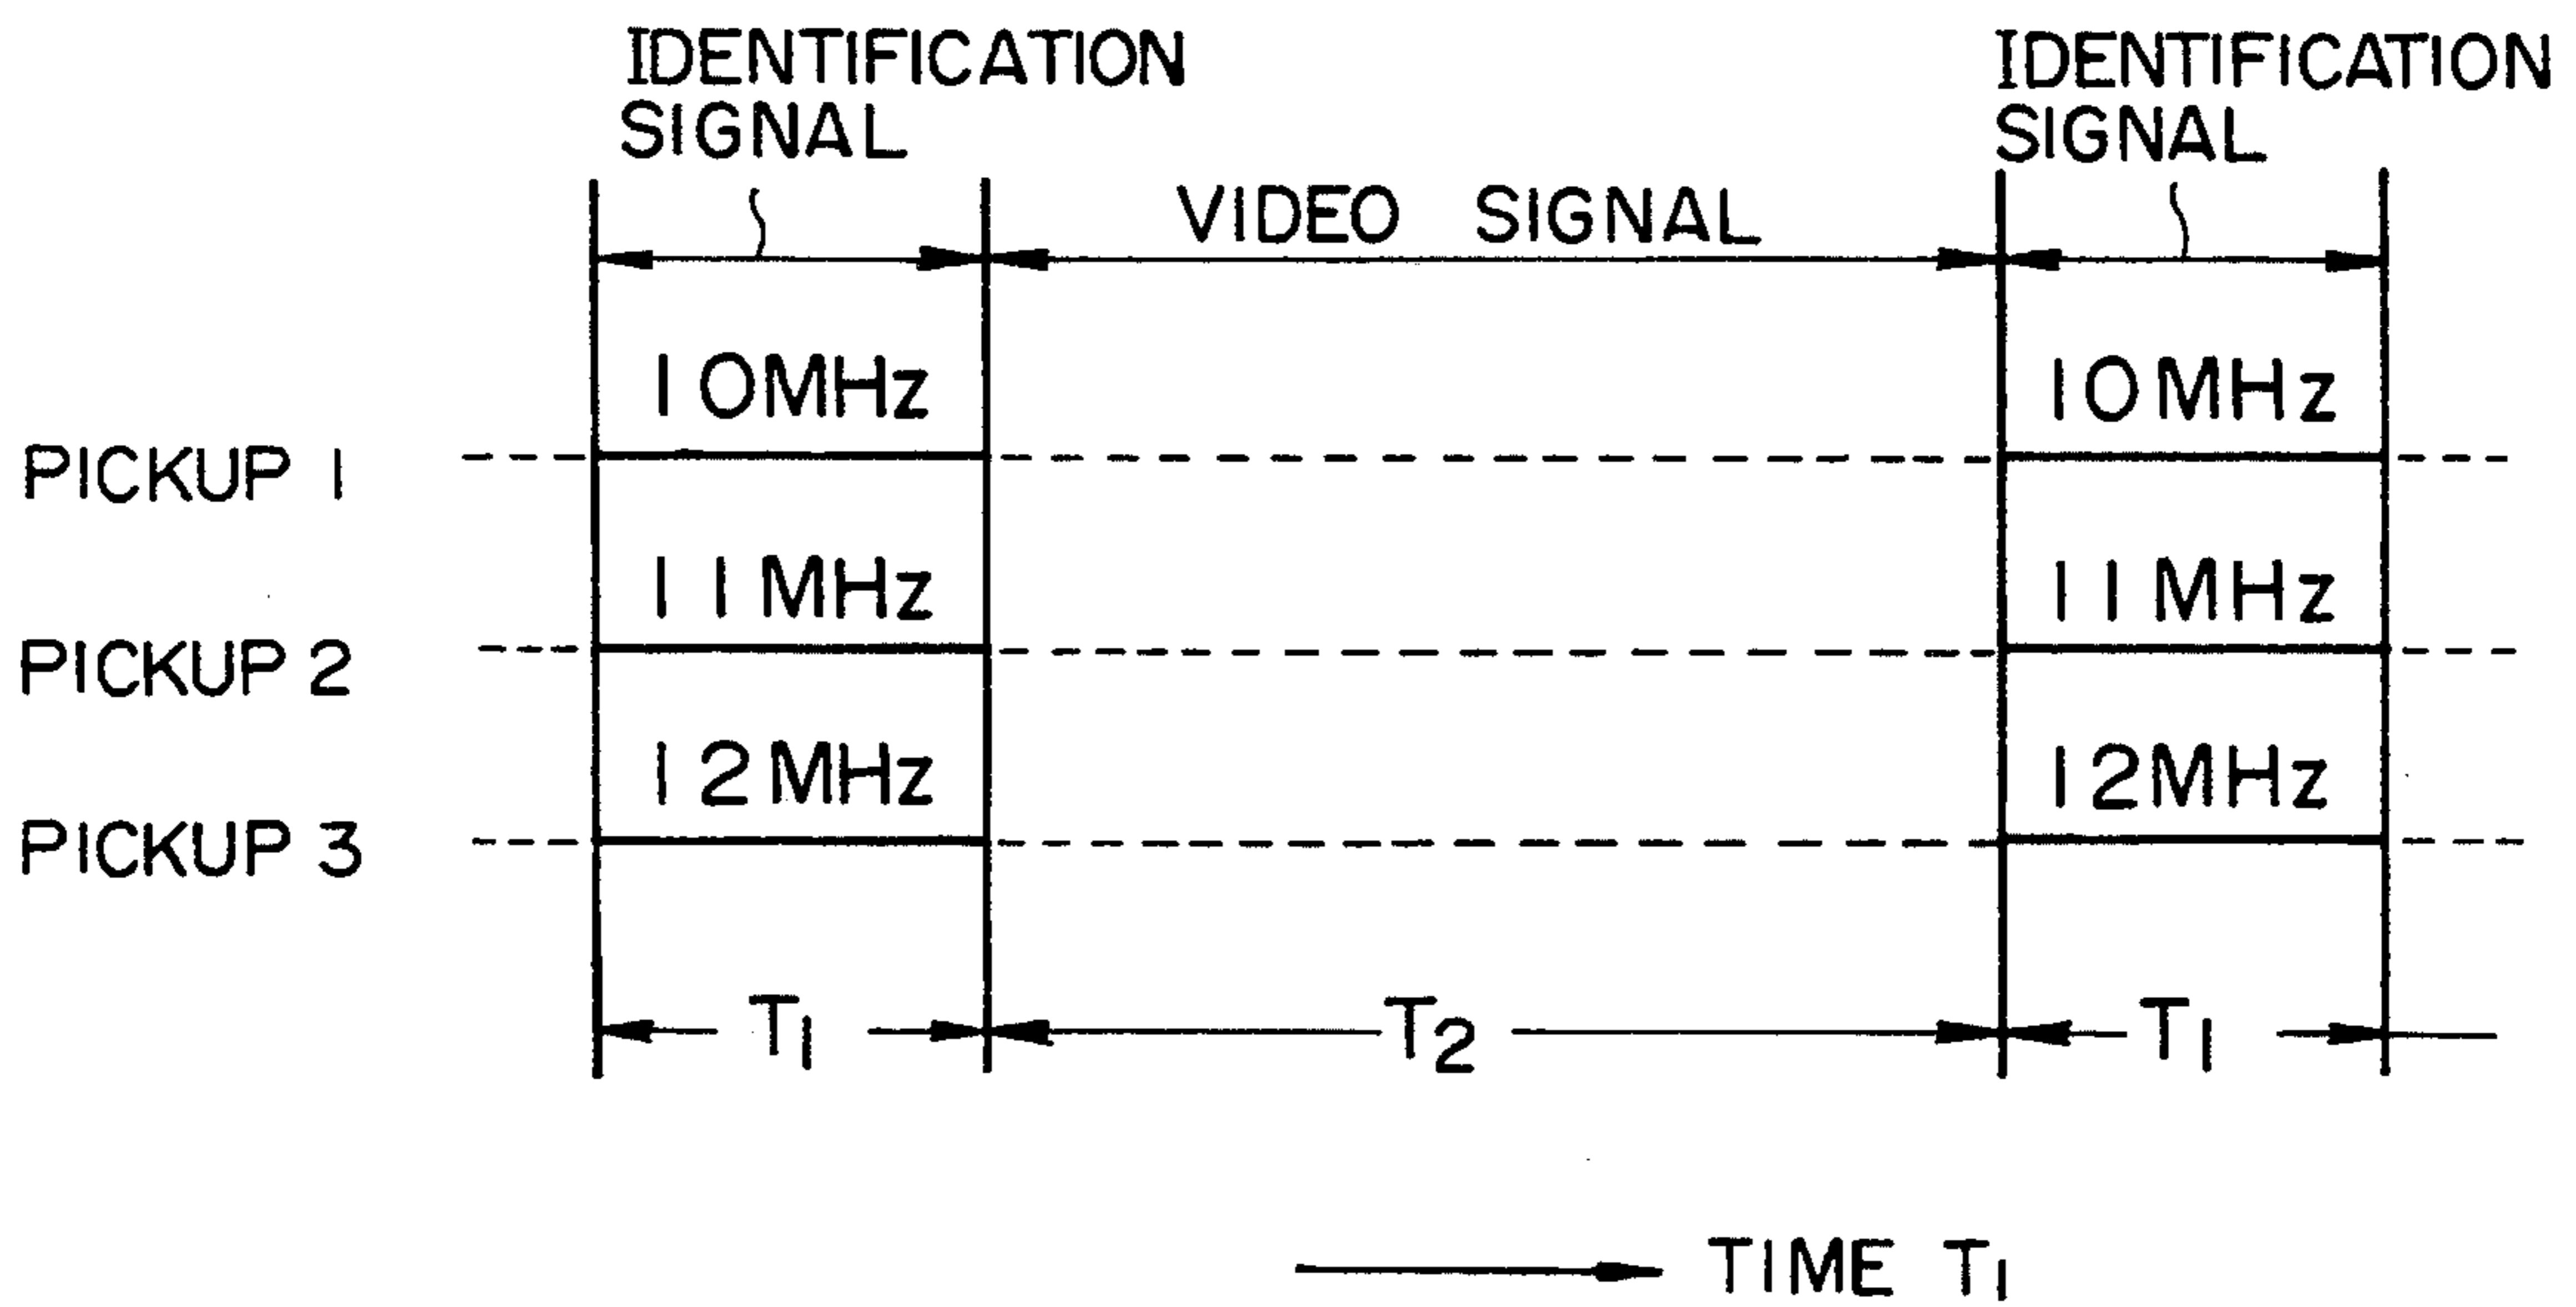 IDENTIFICATION
SIGNAL
IDENTIFICATION
SIGNAL
VIDEO SIGNAL
10MHz
10MHz
PICKUP 1
11MHz
11MHz
PICKUP 2
12MHz
12MHz
PICKUP 3
T1
T2
T1
TIME T1